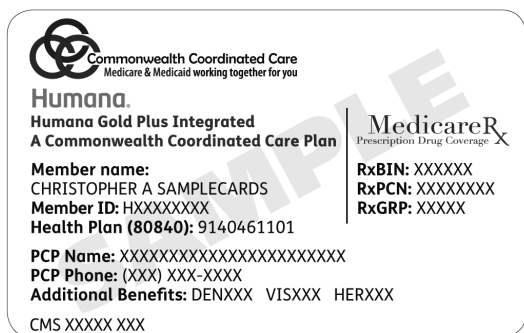 Commonwealth Coordinated Care
Medicare & Medicaid working together for you
Humana.
Humana Gold Plus Integrated
A Commonwealth Coordinated Care Plan
MedicareRx
Prescription Drug Coverage
Member name:
CHRISTOPHER A SAMPLECARDS
Member ID: HXXXXXXXX
Health Plan (80840): 9140461101
RxBIN: XXXXXX
RxPCN: XXXXXXXX
RxGRP: XXXXX
PCP Name: XXXXXXXXXXXXXXXXXXXXXXX
PCP Phone: (XXX) XXX-XXXX
Additional Benefits: DENXXX VISXXX HERXXX
CMS XXXXX XXX
SAMPLE